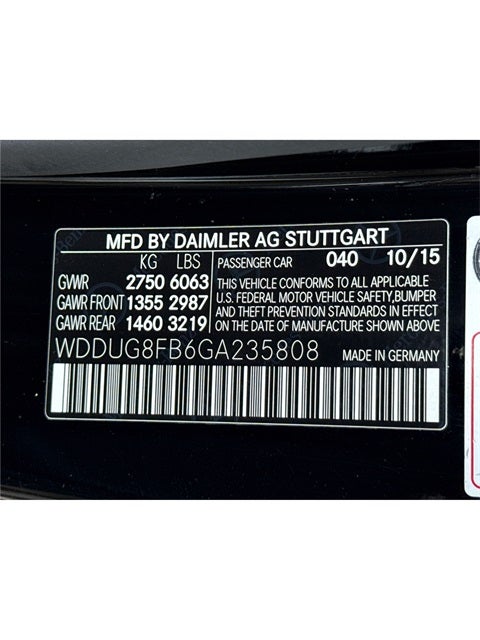 MFD BY DAIMLER AG STUTTGART
KG LBS PASSENGER CAR 040 10/15
GVWR 2750 6063 THIS VEHICLE CONFORMS TO ALL APPLICABLE
GAWR FRONT 1355 2987 U.S. FEDERAL MOTOR VEHICLE SAFETY,BUMPER
GAWR REAR 1460 3219 AND THEFT PREVENTION STANDARDS IN EFFECT
ON THE DATE OF MANUFACTURE SHOWN ABOVE.
WDDUG8FB6GA235808 MADE IN GERMANY